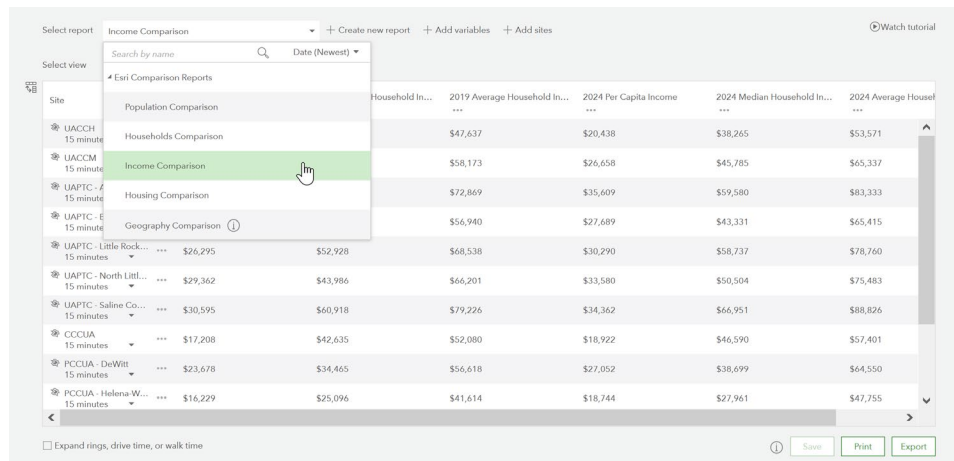 Select report
Income Comparison
+ Create new report
+ Add variables
+ Add sites
Watch tutorial
Search by name
Date (Newest)
Select view
Esri Comparison Reports
Population Comparison
Households Comparison
Income Comparison
Housing Comparison
Geography Comparison
Site
Household In...
2019 Average Household In...
2024 Per Capita Income
2024 Median Household In...
2024 Average Househ
UACCH
15 minute
$47,637 $20,438 $38,265 $53,571
UACCM
15 minute
$58,173 $26,658 $45,785 $65,337
UAPTC - A
15 minute
$72,869 $35,609 $59,580 $83,333
UAPTC - B
15 minute
$56,940 $27,689 $43,331 $65,415
UAPTC - Little Rock... $26,295 $52,928 $68,538 $30,290 $58,737 $78,760
15 minutes
UAPTC - North Littl... $29,362 $43,986 $66,201 $33,580 $50,504 $75,483
15 minutes
UAPTC - Saline Co... $30,595 $60,918 $79,226 $34,362 $66,951 $88,826
15 minutes
CCCUA $17,208 $42,635 $52,080 $18,922 $46,590 $57,401
15 minutes
PCCUA - DeWitt $23,678 $34,465 $56,618 $27,052 $38,699 $64,550
15 minutes
PCCUA - Helena-W... $16,229 $25,096 $41,614 $18,744 $27,961 $47,755
15 minutes
Expand rings, drive time, or walk time
Save
Print
Export